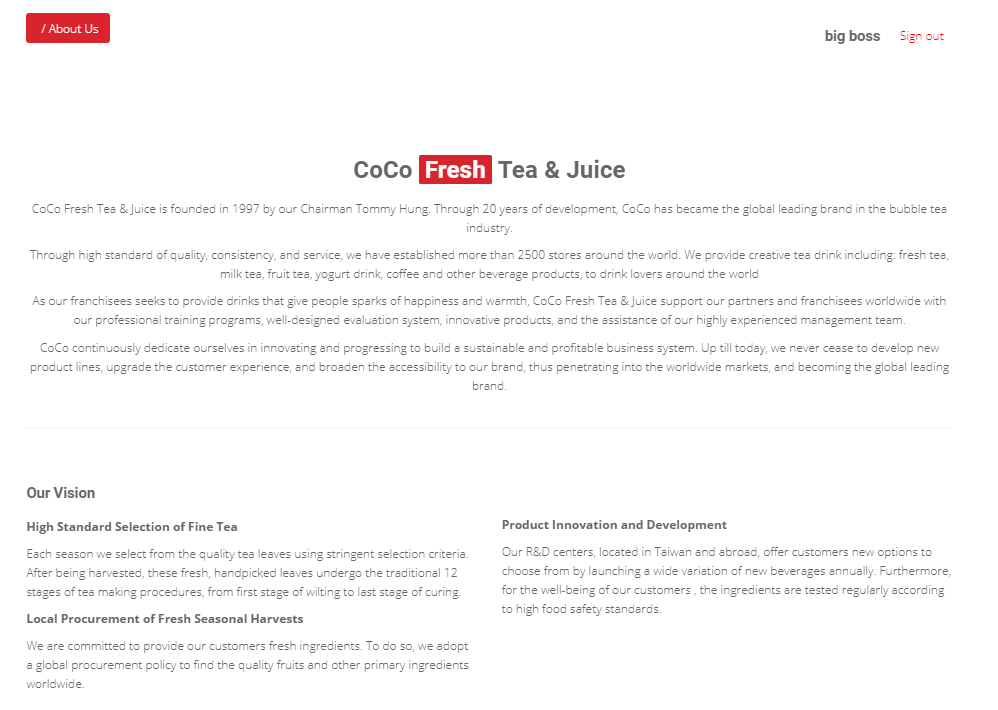 / About Us
big boss Sign out
CoCo Fresh Tea & Juice
CoCo Fresh Tea & Juice is founded in 1997 by our Chairman Tommy Hung. Through 20 years of development, CoCo has became the global leading brand in the bubble tea
industry.
Through high standard of quality, consistency, and service, we have established more than 2500 stores around the world. We provide creative tea drink including: fresh tea,
milk tea, fruit tea, yogurt drink, coffee and other beverage products, to drink lovers around the world
As our franchisees seeks to provide drinks that give people sparks of happiness and warmth, CoCo Fresh Tea & Juice support our partners and franchisees worldwide with
our professional training programs, well-designed evaluation system, innovative products, and the assistance of our highly experienced management team.
CoCo continuously dedicate ourselves in innovating and progressing to build a sustainable and profitable business system. Up till today, we never cease to develop new
product lines, upgrade the customer experience, and broaden the accessibility to our brand, thus penetrating into the worldwide markets, and becoming the global leading
brand.
Our Vision
High Standard Selection of Fine Tea
Each season we select from the quality tea leaves using stringent selection criteria.
After being harvested, these fresh, handpicked leaves undergo the traditional 12
stages of tea making procedures, from first stage of wilting to last stage of curing.
Local Procurement of Fresh Seasonal Harvests
We are committed to provide our customers fresh ingredients. To do so, we adopt
a global procurement policy to find the quality fruits and other primary ingredients
worldwide.
Product Innovation and Development
Our R&D centers, located in Taiwan and abroad, offer customers new options to
choose from by launching a wide variation of new beverages annually. Furthermore,
for the well-being of our customers , the ingredients are tested regularly according
to high food safety standards.